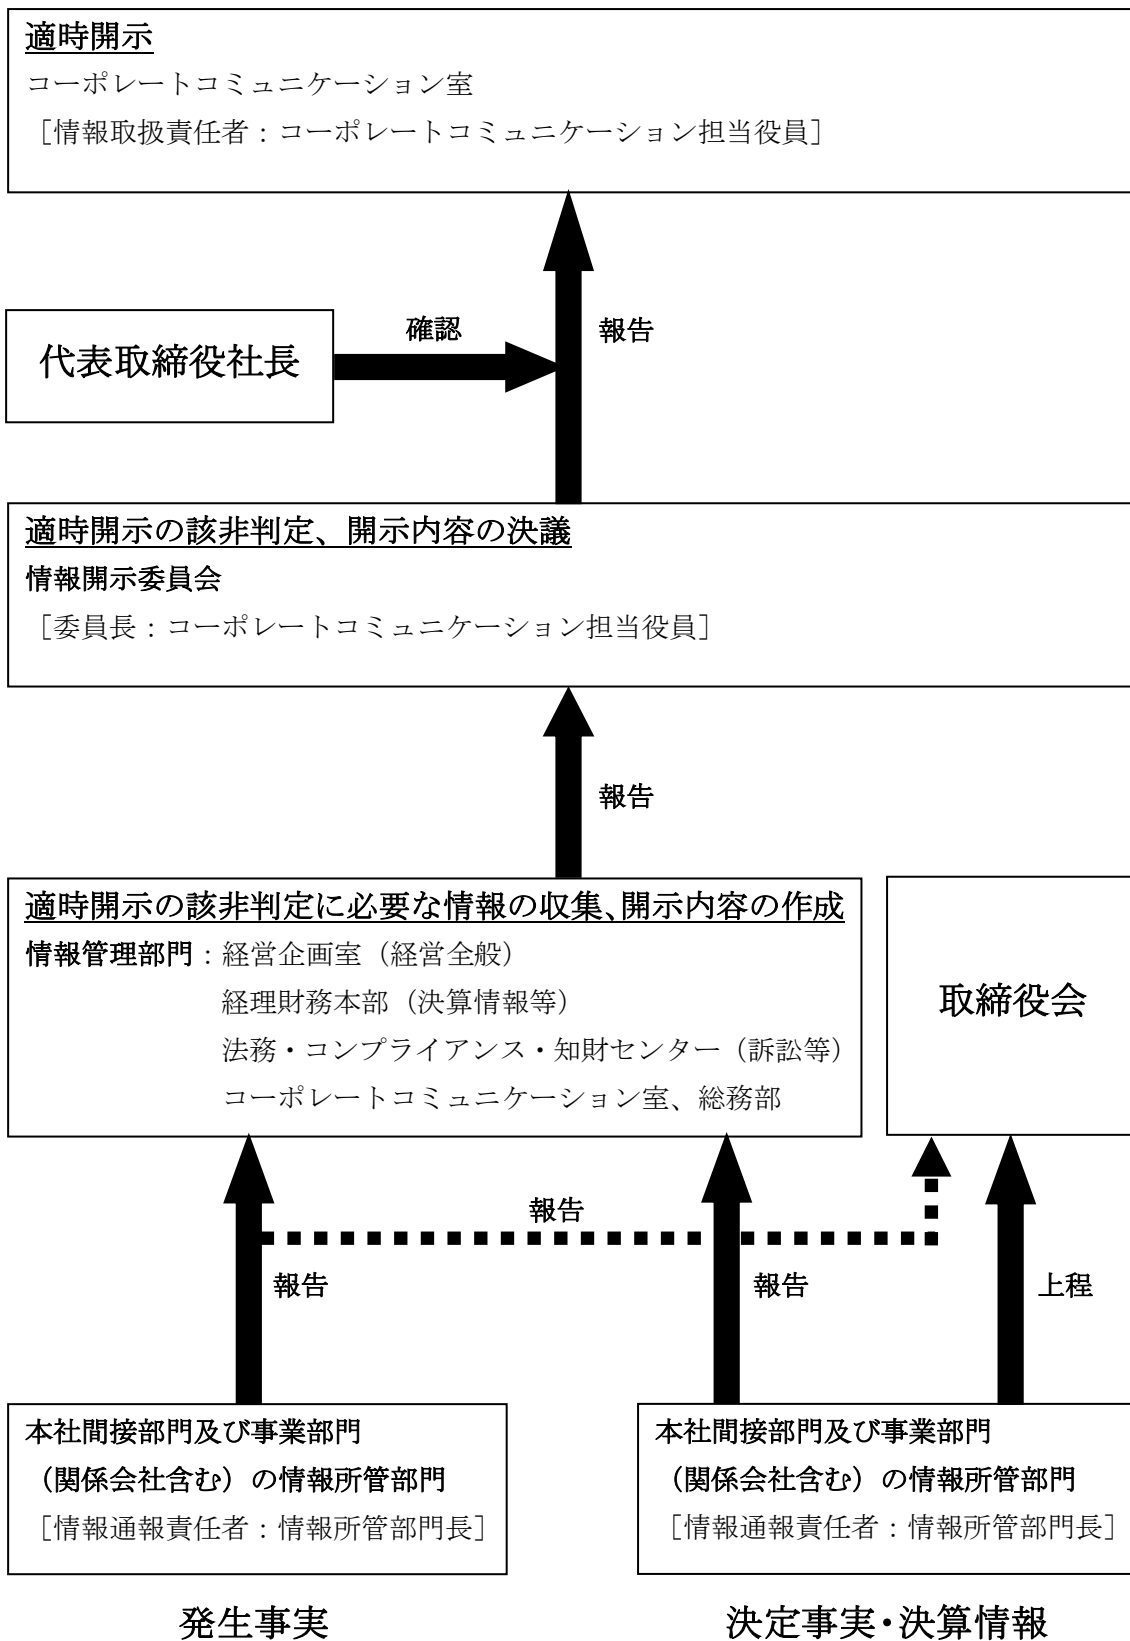 適時開示
コーポレートコミュニケーション室
［情報取扱責任者：コーポレートコミュニケーション担当役員］
確認
報告
代表取締役社長
適時開示の該非判定、開示内容の決議
情報開示委員会
［委員長：コーポレートコミュニケーション担当役員］
報告
適時開示の該非判定に必要な情報の収集、開示内容の作成
情報管理部門：経営企画室（経営全般）
経理財務本部（決算情報等）
法務・コンプライアンス・知財センター（訴訟等）
コーポレートコミュニケーション室、総務部
取締役会
報告
報告
報告
上程
本社間接部門及び事業部門
（関係会社含む）の情報所管部門
［情報通報責任者：情報所管部門長］
本社間接部門及び事業部門
（関係会社含む）の情報所管部門
［情報通報責任者：情報所管部門長］
発生事実
決定事実・決算情報